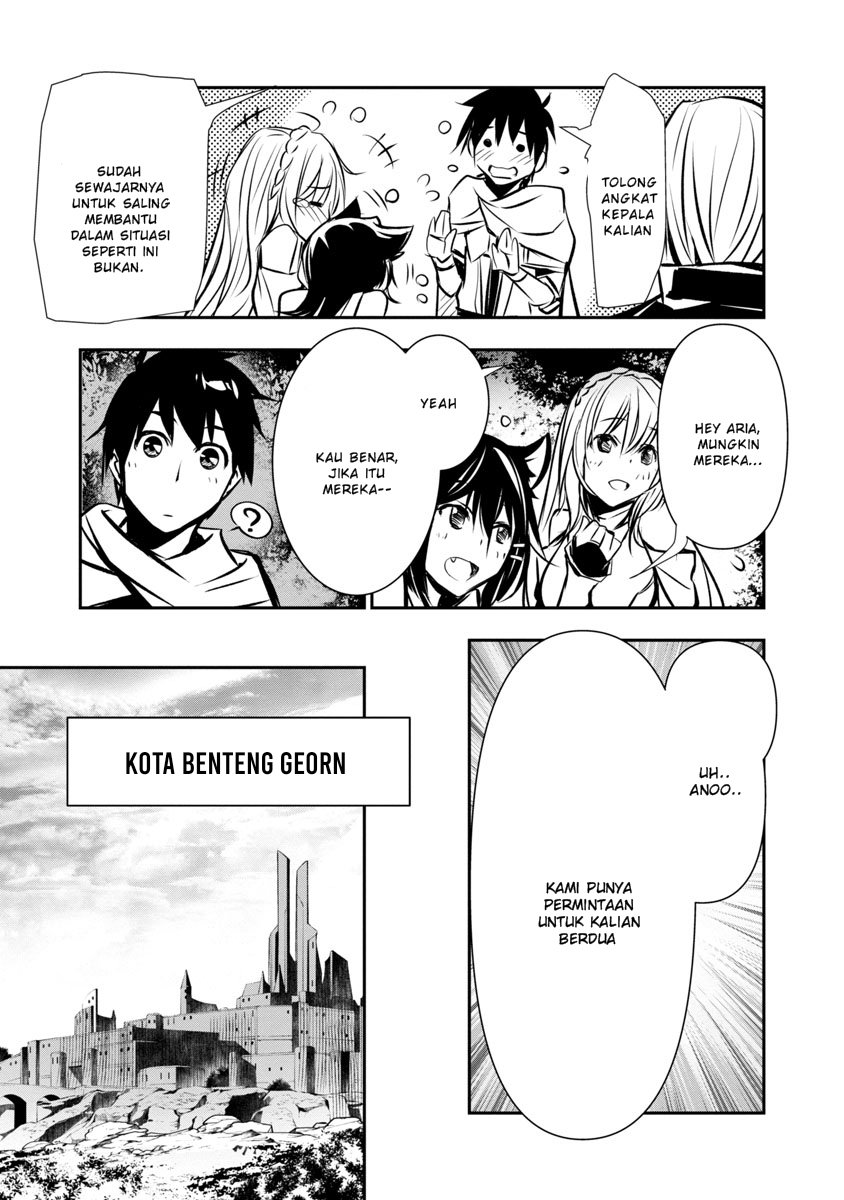 TOLONG
ANGKAT
KEPALA
KALIAN
SUDAH
SEWAJARNYA
UNTUK SALING
MEMBANTU
DALAM SITUASI
SEPERTI INI
BUKAN.
HEY ARIA,
MUNGKIN
MEREKA...
YEAH
KAU BENAR,
JIKA ITU
MEREKA--
?
UH..
ANOO..
KAMI PUNYA
PERMINTAAN
UNTUK KALIAN
BERDUA
KOTA BENTENG GEORN